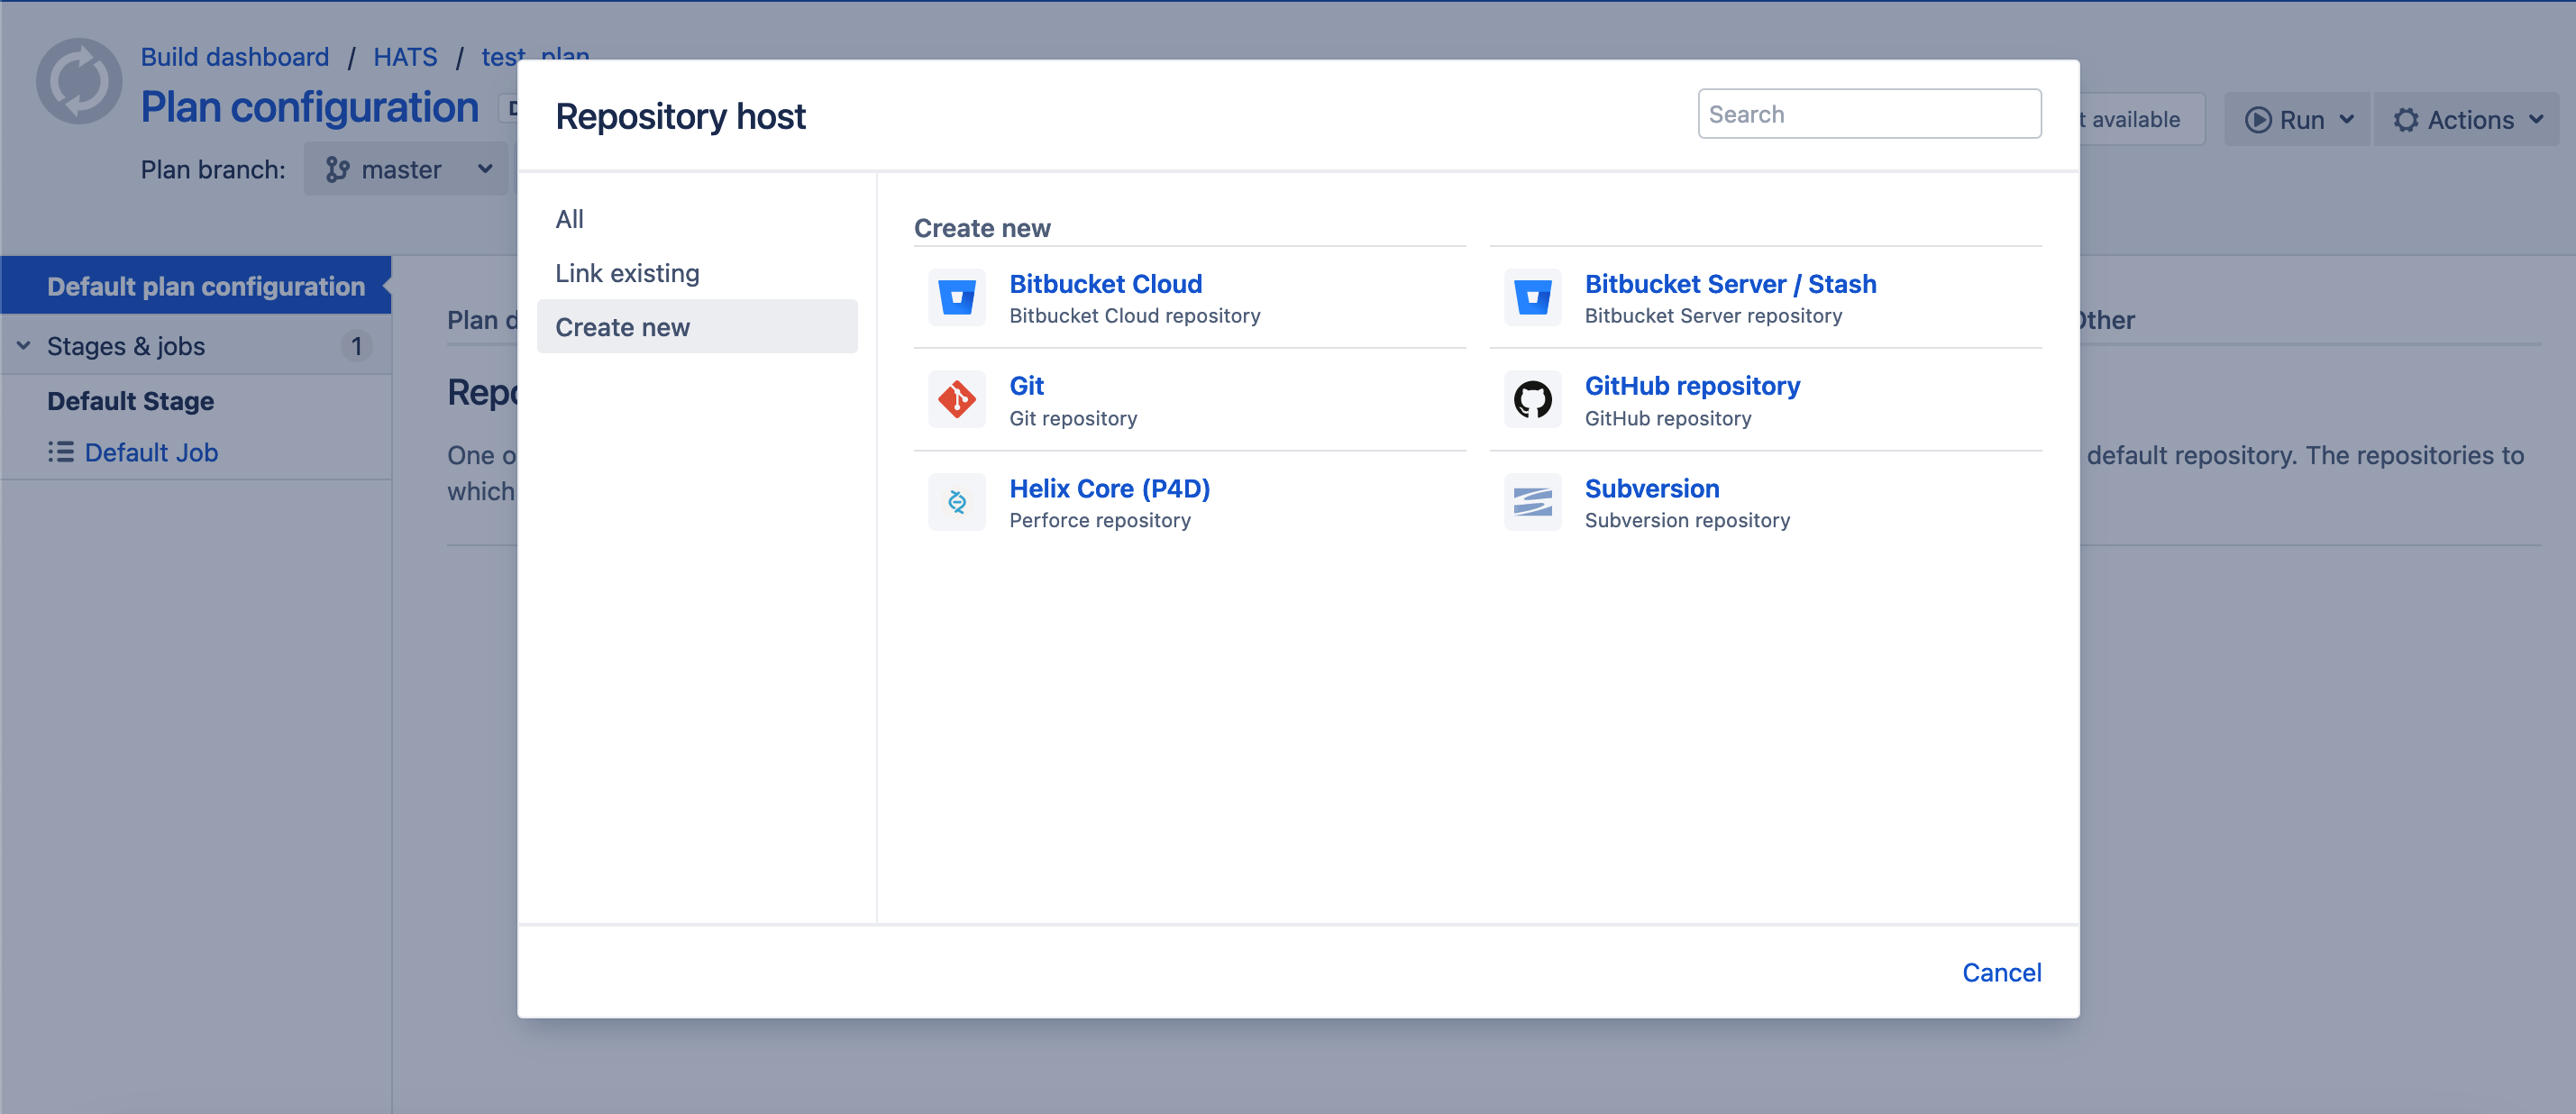 Build dashboard / HATS / test_plan
Plan configuration
Plan branch: master
Run
Actions
available
Default plan configuration
Stages & jobs 1
Default Stage
Default Job
Plan
One
which
default repository. The repositories to
Repository host
Search
All
Link existing
Create new
Create new
Bitbucket Cloud
Bitbucket Cloud repository
Bitbucket Server / Stash
Bitbucket Server repository
Git
Git repository
GitHub repository
GitHub repository
Helix Core (P4D)
Perforce repository
Subversion
Subversion repository
Other
Cancel